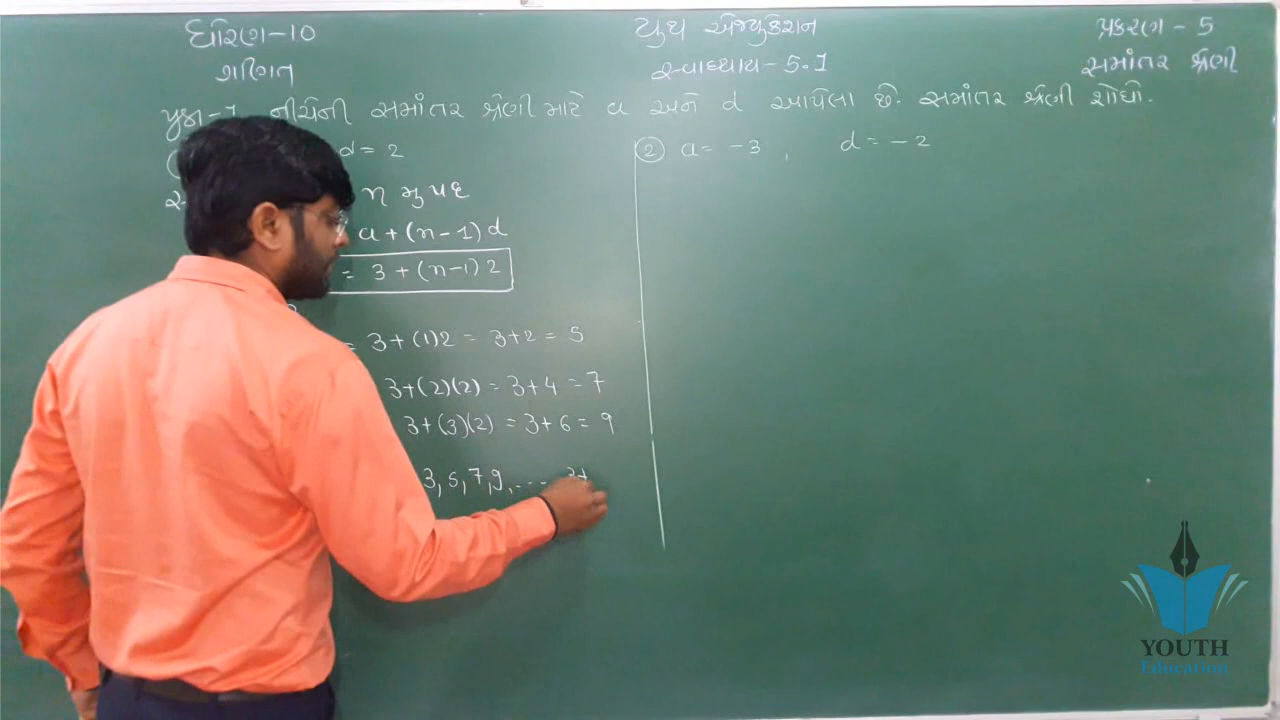 ધોરણ-10
ગણિત
યુથ એજ્યુકેશન
સ્વાધ્યાય-5.1
પ્રકરણ-5
સમાંતર શ્રેણી
નીચેની સમાંતર શ્રેણી માટે a અને d આપેલા છે. સમાંતર શ્રેણી શોધો.
d = 2
n મુ પદ
a + (n-1) d
= 3 + (n-1) 2
= 3 + (1) 2 = 3 + 2 = 5
3 + (2)(2) = 3 + 4 = 7
3 + (3)(2) = 3 + 6 = 9
3, 5, 7, 9, ... 3+
② a = -3 , d = -2
YOUTH
Education